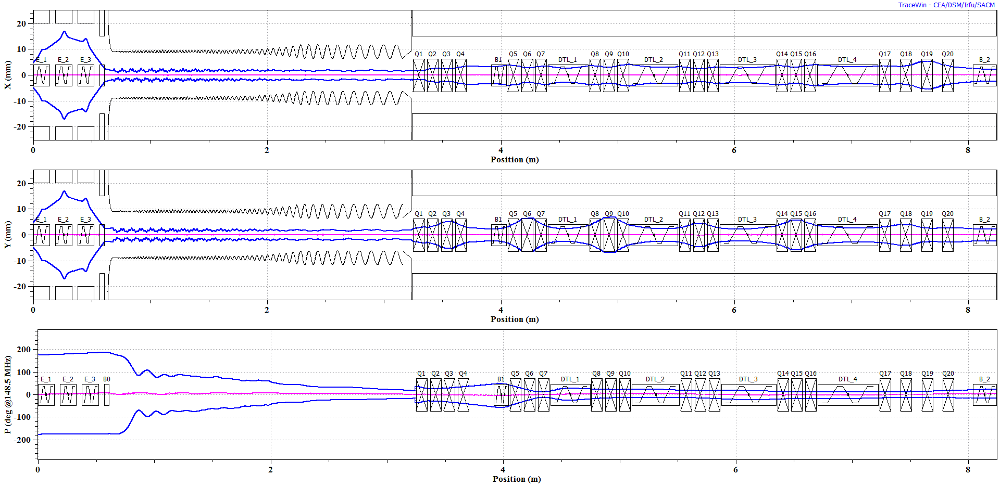 TraceWin - CEA/DSM/Irfu/SACM
X (mm)
20
10
0
-10
-20
E_1 E_2 E_3 Q1 Q2 Q3 Q4 B1 Q5 Q6 Q7 DTL_1 Q8 Q9 Q10 DTL_2 Q11 Q12 Q13 DTL_3 Q14 Q15 Q16 DTL_4 Q17 Q18 Q19 Q20 B_2
0 2 4 6 8
Position (m)
Y (mm)
20
10
0
-10
-20
E_1 E_2 E_3 Q1 Q2 Q3 Q4 B1 Q5 Q6 Q7 DTL_1 Q8 Q9 Q10 DTL_2 Q11 Q12 Q13 DTL_3 Q14 Q15 Q16 DTL_4 Q17 Q18 Q19 Q20 B_2
0 2 4 6 8
Position (m)
P (deg @148.5 MHz)
200
100
0
-100
-200
E_1 E_2 E_3 B0 Q1 Q2 Q3 Q4 B1 Q5 Q6 Q7 DTL_1 Q8 Q9 Q10 DTL_2 Q11 Q12 Q13 DTL_3 Q14 Q15 Q16 DTL_4 Q17 Q18 Q19 Q20 B_2
0 2 4 6 8
Position (m)